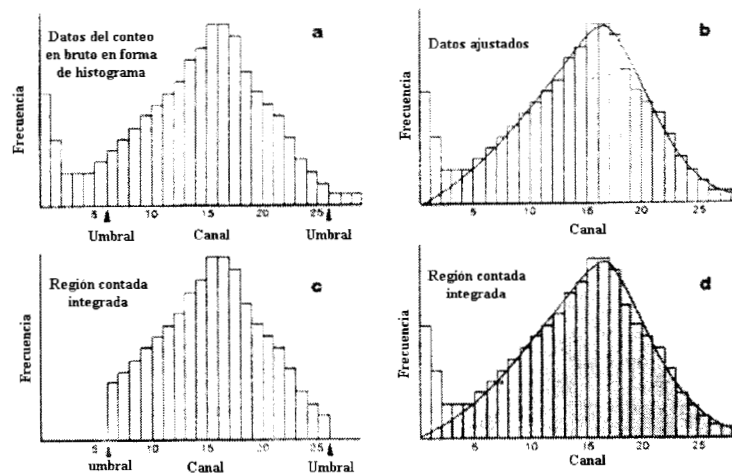 a
Datos del conteo
en bruto en forma
de histograma
Frecuencia
5
10
15
20
25
Umbral
Canal
Umbral
b
Datos ajustados
Frecuencia
5
10
15
20
25
Canal
c
Región contada
integrada
Frecuencia
5
10
15
20
25
umbral
Canal
Umbral
d
Región contada
integrada
Frecuencia
5
10
15
20
25
Canal